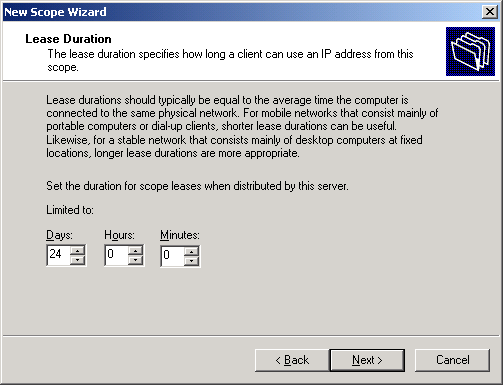 New Scope Wizard
Lease Duration
The lease duration specifies how long a client can use an IP address from this
scope.
Lease durations should typically be equal to the average time the computer is
connected to the same physical network. For mobile networks that consist mainly of
portable computers or dial-up clients, shorter lease durations can be useful.
Likewise, for a stable network that consists mainly of desktop computers at fixed
locations, longer lease durations are more appropriate.
Set the duration for scope leases when distributed by this server.
Limited to:
Days: Hours: Minutes:
24 0 0
< Back Next > Cancel